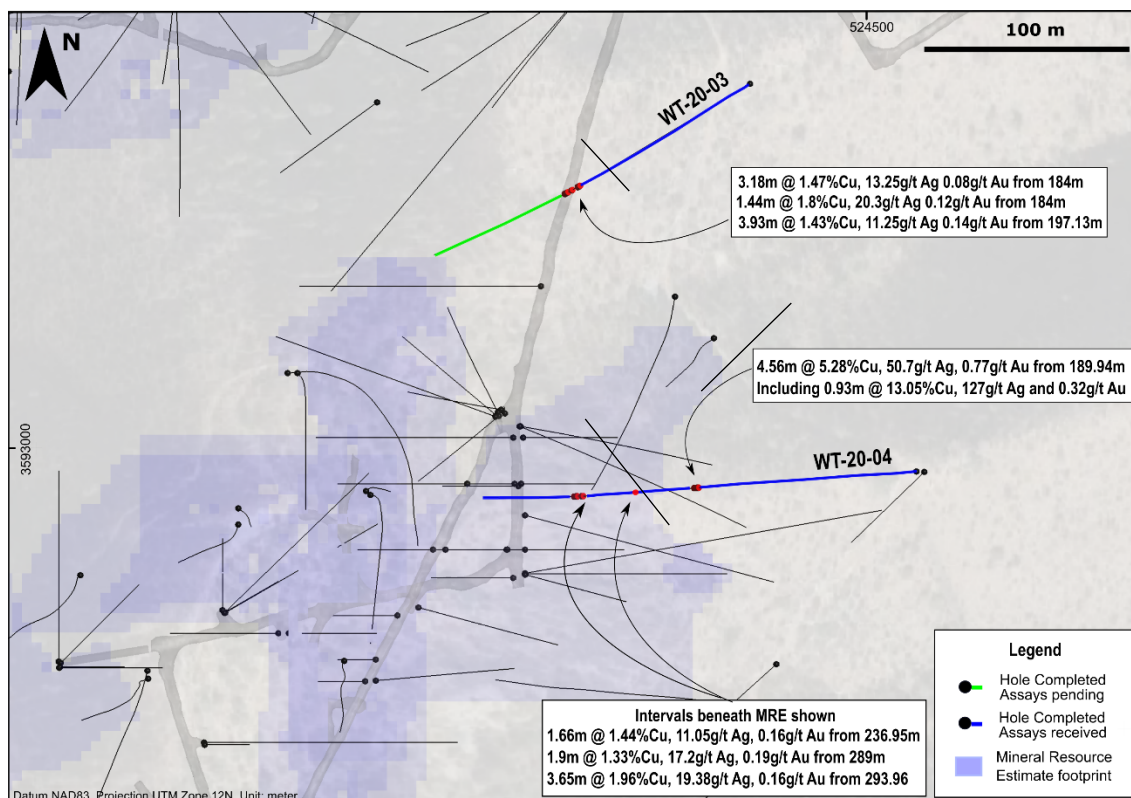 N
524500
100 m
WT-20-03
3.18m @ 1.47%Cu, 13.25g/t Ag 0.08g/t Au from 184m
1.44m @ 1.8%Cu, 20.3g/t Ag 0.12g/t Au from 184m
3.93m @ 1.43%Cu, 11.25g/t Ag 0.14g/t Au from 197.13m
4.56m @ 5.28%Cu, 50.7g/t Ag, 0.77g/t Au from 189.94m
Including 0.93m @ 13.05%Cu, 127g/t Ag and 0.32g/t Au
3593000
WT-20-04
Intervals beneath MRE shown
1.66m @ 1.44%Cu, 11.05g/t Ag, 0.16g/t Au from 236.95m
1.9m @ 1.33%Cu, 17.2g/t Ag, 0.19g/t Au from 289m
3.65m @ 1.96%Cu, 19.38g/t Ag, 0.16g/t Au from 293.96
Legend
Hole Completed
Assays pending
Hole Completed
Assays received
Mineral Resource
Estimate footprint
Datum NAD83, Projection UTM Zone 12N, Unit: meter